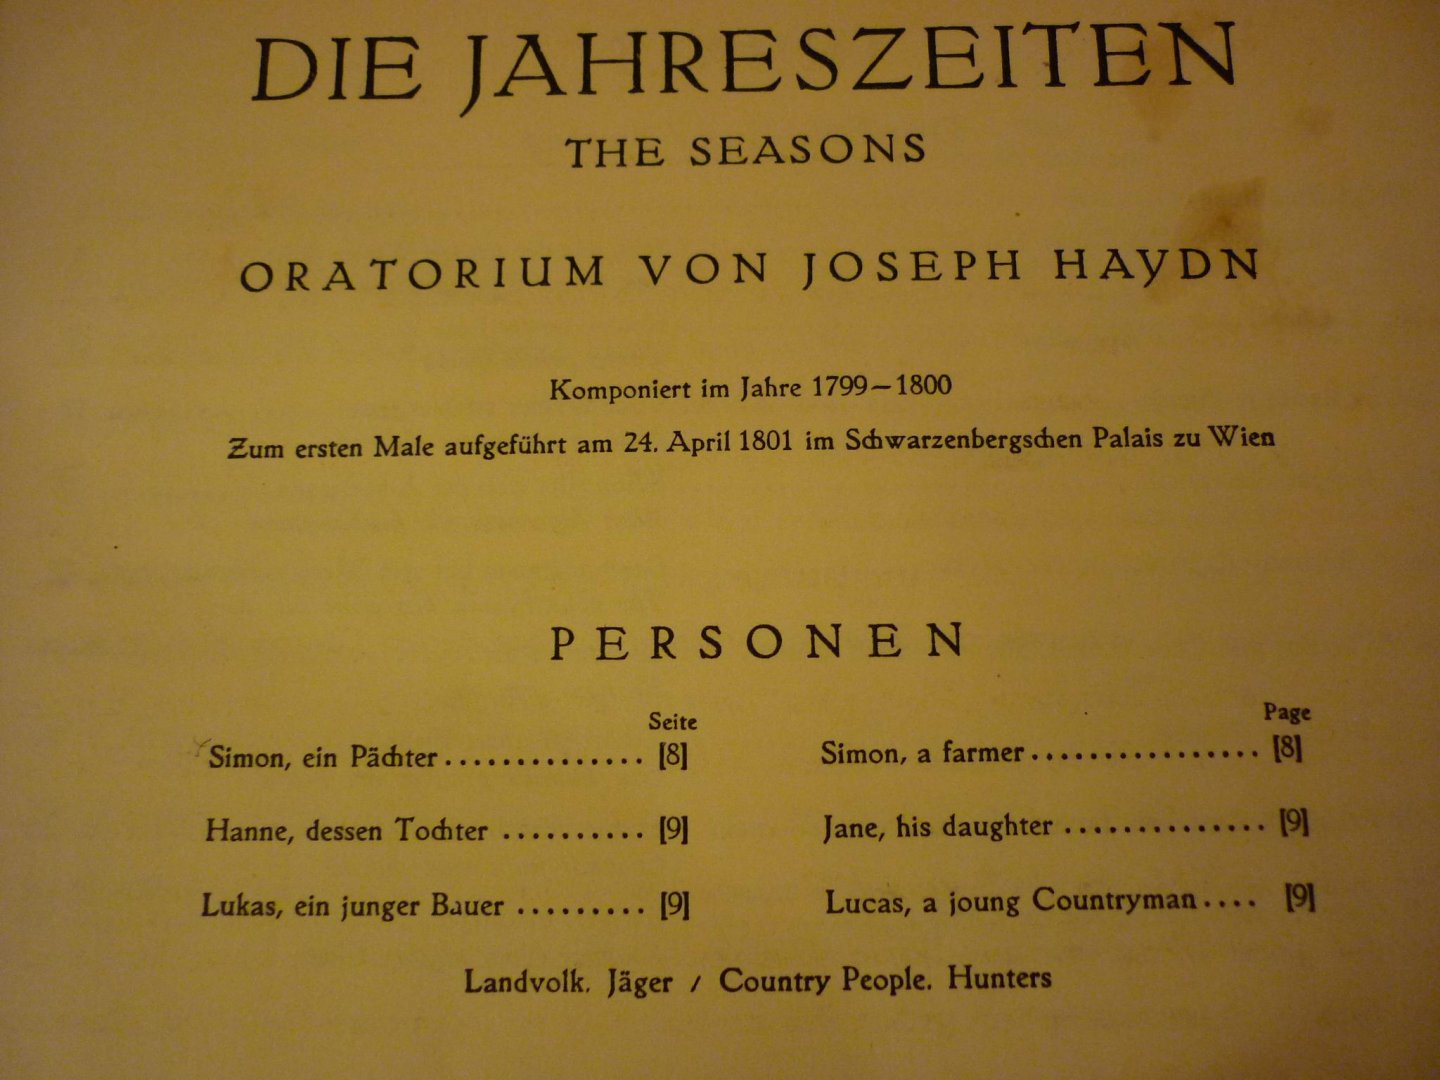 DIE JAHRESZEITEN
THE SEASONS
ORATORIUM VON JOSEPH HAYDN
Komponiert im Jahre 1799–1800
Zum ersten Male aufgeführt am 24. April 1801 im Schwarzenbergschen Palais zu Wien
PERSONEN
Seite
Simon, ein Pächter .............. [8]
Hanne, dessen Tochter .......... [9]
Lukas, ein junger Bauer ......... [9]
Page
Simon, a farmer ................ [8]
Jane, his daughter .............. [9]
Lucas, a joung Countryman .... [9]
Landvolk. Jäger / Country People. Hunters